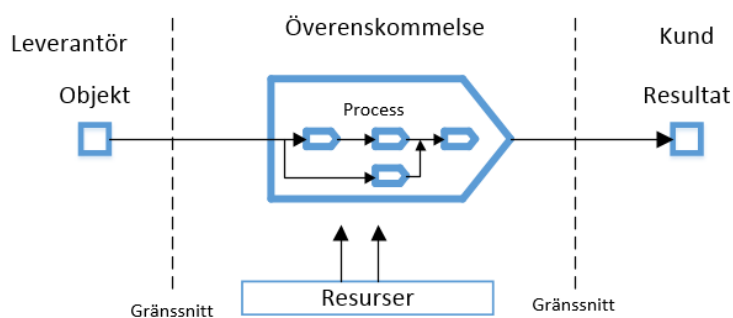 Leverantör
Överenskommelse
Kund
Objekt
Process
Resultat
Resurser
Gränssnitt
Gränssnitt